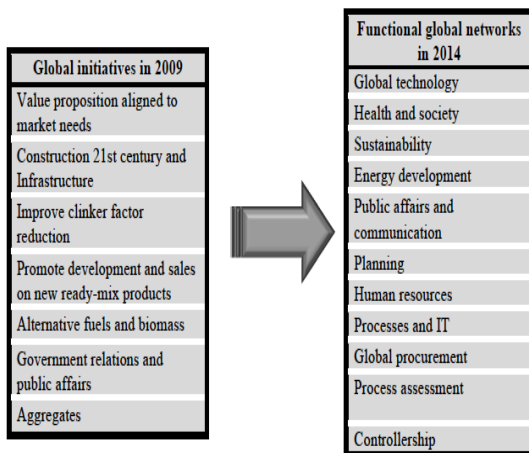 Global initiatives in 2009
Value proposition aligned to
market needs
Construction 21st century and
Infrastructure
Improve clinker factor
reduction
Promote development and sales
on new ready-mix products
Alternative fuels and biomass
Government relations and
public affairs
Aggregates
Functional global networks
in 2014
Global technology
Health and society
Sustainability
Energy development
Public affairs and
communication
Planning
Human resources
Processes and IT
Global procurement
Process assessment
Controllership